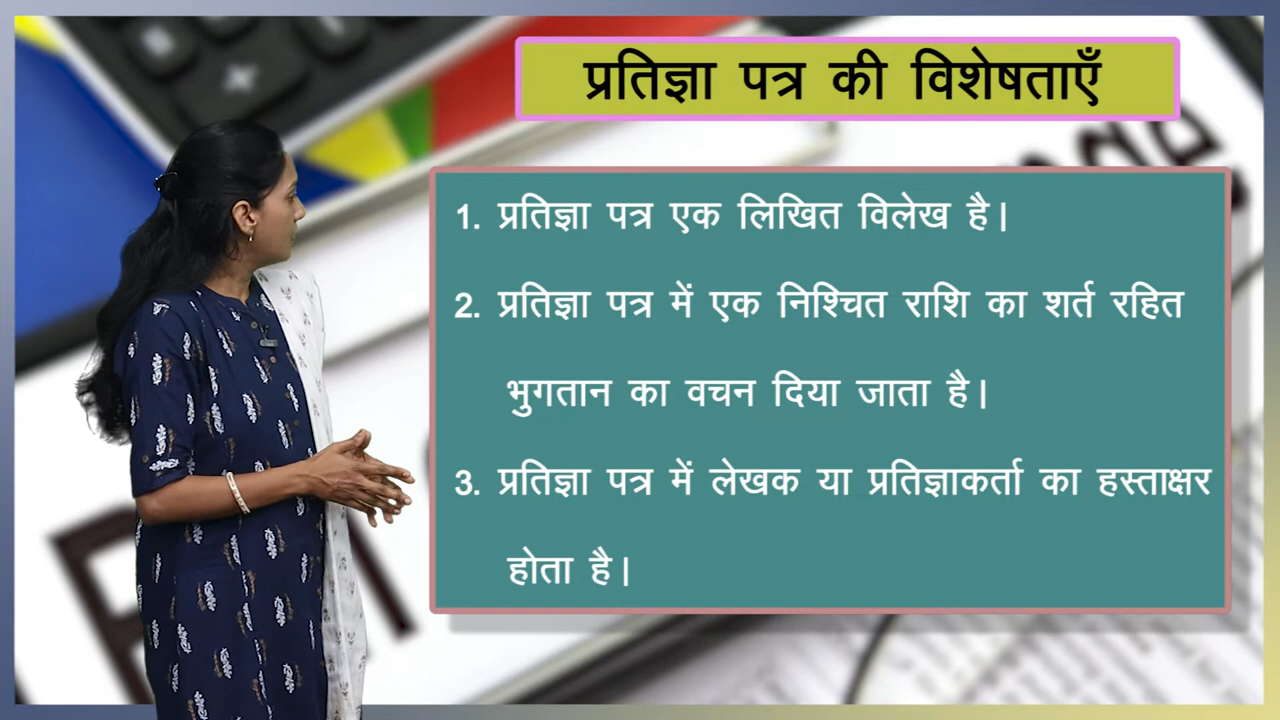 प्रतिज्ञा पत्र की विशेषताएँ
1. प्रतिज्ञा पत्र एक लिखित विलेख है।
2. प्रतिज्ञा पत्र में एक निश्चित राशि का शर्त रहित
भुगतान का वचन दिया जाता है।
3. प्रतिज्ञा पत्र में लेखक या प्रतिज्ञाकर्ता का हस्ताक्षर
होता है।